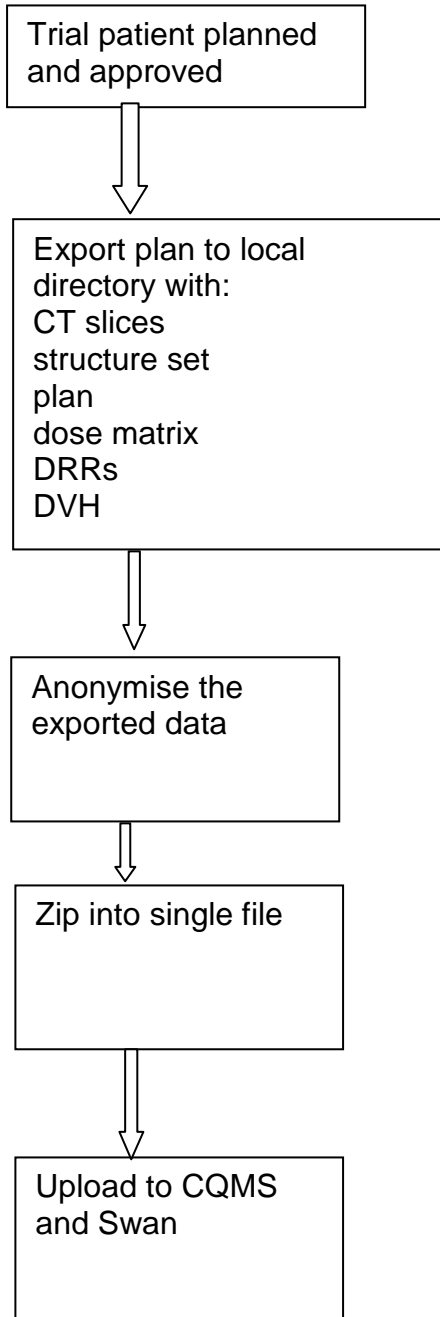 Trial patient planned
and approved
Export plan to local
directory with:
CT slices
structure set
plan
dose matrix
DRRs
DVH
Anonymise the
exported data
Zip into single file
Upload to CQMS
and Swan